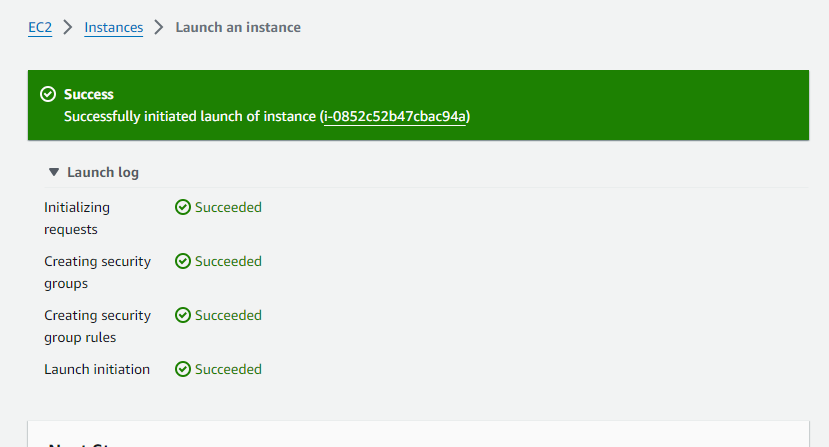 EC2 > Instances > Launch an instance
Success
Successfully initiated launch of instance (i-0852c52b47cbac94a)
Launch log
Initializing requests Succeeded
Creating security groups Succeeded
Creating security group rules Succeeded
Launch initiation Succeeded